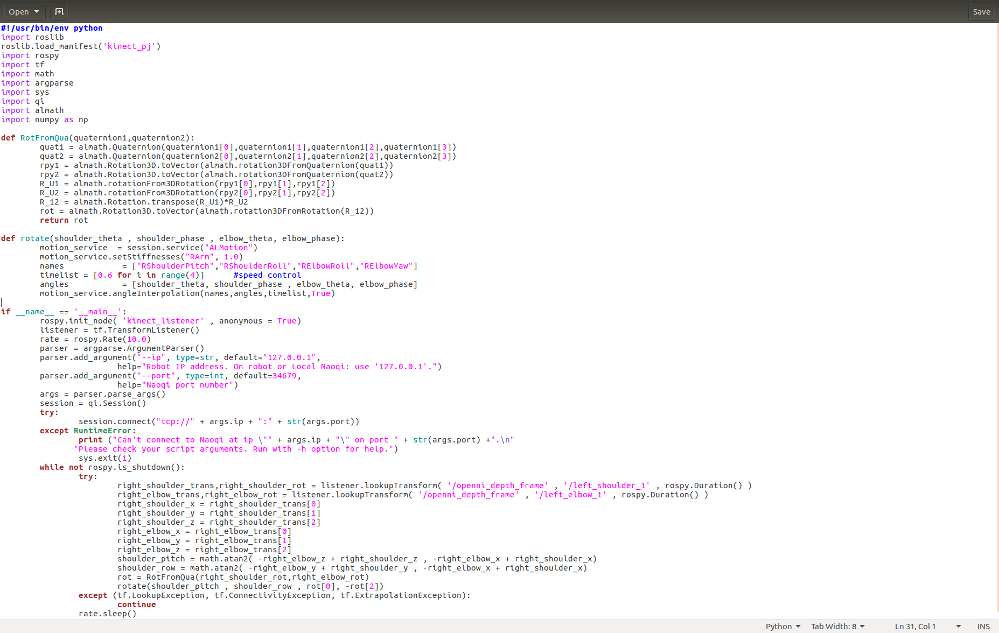 Open
Save
#!/usr/bin/env python
import roslib
roslib.load_manifest('kinect_pj')
import rospy
import tf
import math
import argparse
import sys
import qi
import almath
import numpy as np

def RotFromQua(quaternion1,quaternion2):
        quat1 = almath.Quaternion(quaternion1[0],quaternion1[1],quaternion1[2],quaternion1[3])
        quat2 = almath.Quaternion(quaternion2[0],quaternion2[1],quaternion2[2],quaternion2[3])
        rpy1 = almath.Rotation3D.toVector(almath.rotation3DFromQuaternion(quat1))
        rpy2 = almath.Rotation3D.toVector(almath.rotation3DFromQuaternion(quat2))
        R_U1 = almath.rotationFrom3DRotation(rpy1[0],rpy1[1],rpy1[2])
        R_U2 = almath.rotationFrom3DRotation(rpy2[0],rpy2[1],rpy2[2])
        R_12 = almath.Rotation.transpose(R_U1)*R_U2
        rot = almath.Rotation3D.toVector(almath.rotation3DFromRotation(R_12))
        return rot

def rotate(shoulder_theta , shoulder_phase , elbow_theta, elbow_phase):
        motion_service  = session.service("ALMotion")
        motion_service.setStiffnesses("RArm", 1.0)
        names            = ["RShoulderPitch","RShoulderRoll","RElbowRoll","RElbowYaw"]
        timelist = [0.6 for i in range(4)]      #speed control
        angles           = [shoulder_theta, shoulder_phase , elbow_theta, elbow_phase]
        motion_service.angleInterpolation(names,angles,timelist,True)

if __name__ == '__main__':
        rospy.init_node( 'kinect_listener' , anonymous = True)
        listener = tf.TransformListener()
        rate = rospy.Rate(10.0)
        parser = argparse.ArgumentParser()
        parser.add_argument("--ip", type=str, default="127.0.0.1",
                        help="Robot IP address. On robot or Local Naoqi: use '127.0.0.1'.")
        parser.add_argument("--port", type=int, default=34679,
                        help="Naoqi port number")
        args = parser.parse_args()
        session = qi.Session()
        try:
                session.connect("tcp://" + args.ip + ":" + str(args.port))
        except RuntimeError:
                print ("Can't connect to Naoqi at ip \"" + args.ip + "\" on port " + str(args.port) +".\n"
               "Please check your script arguments. Run with -h option for help.")
                sys.exit(1)
        while not rospy.is_shutdown():
                try:
                        right_shoulder_trans,right_shoulder_rot = listener.lookupTransform( '/openni_depth_frame' , '/left_shoulder_1' , rospy.Duration() )
                        right_elbow_trans,right_elbow_rot = listener.lookupTransform( '/openni_depth_frame' , '/left_elbow_1' , rospy.Duration() )
                        right_shoulder_x = right_shoulder_trans[0]
                        right_shoulder_y = right_shoulder_trans[1]
                        right_shoulder_z = right_shoulder_trans[2]
                        right_elbow_x = right_elbow_trans[0]
                        right_elbow_y = right_elbow_trans[1]
                        right_elbow_z = right_elbow_trans[2]
                        shoulder_pitch = math.atan2( -right_elbow_z + right_shoulder_z , -right_elbow_x + right_shoulder_x)
                        shoulder_row = math.atan2( -right_elbow_y + right_shoulder_y , -right_elbow_x + right_shoulder_x)
                        rot = RotFromQua(right_shoulder_rot,right_elbow_rot)
                        rotate(shoulder_pitch , shoulder_row , rot[0], -rot[2])
                except (tf.LookupException, tf.ConnectivityException, tf.ExtrapolationException):
                        continue
                rate.sleep()
Python Tab Width: 8 Ln 31, Col 1 INS